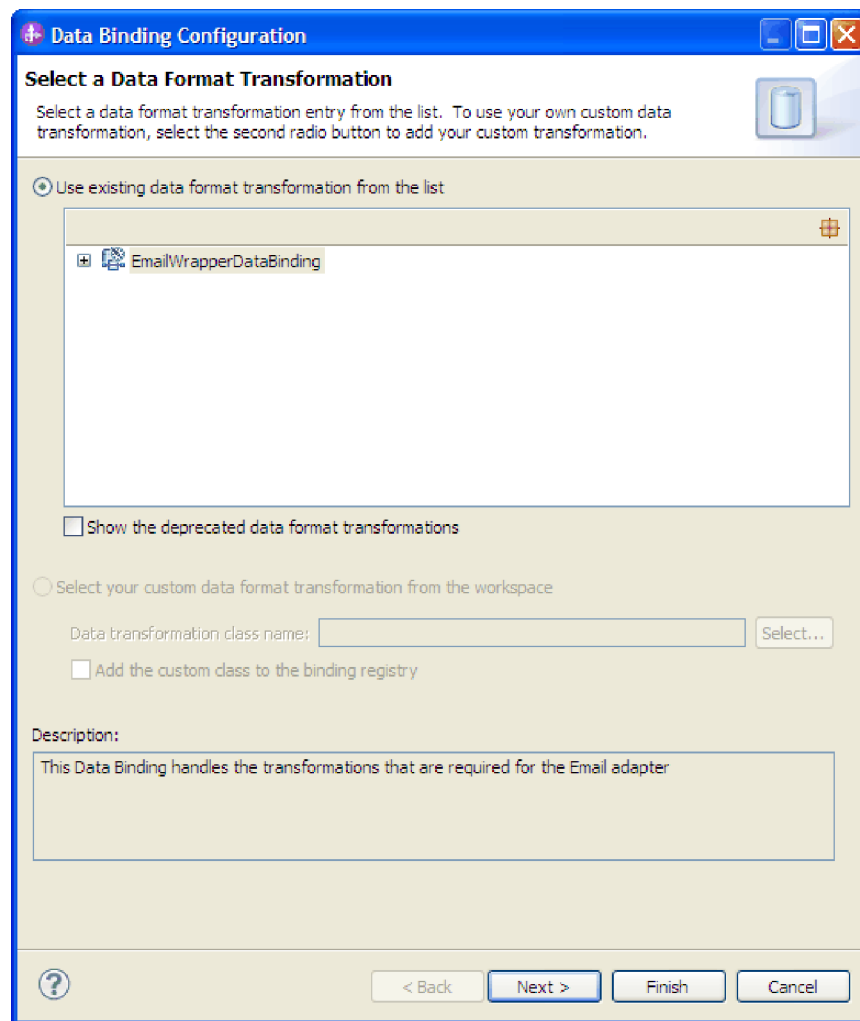 Data Binding Configuration
Select a Data Format Transformation
Select a data format transformation entry from the list. To use your own custom data
transformation, select the second radio button to add your custom transformation.
Use existing data format transformation from the list
EmailWrapperDataBinding
Show the deprecated data format transformations
Select your custom data format transformation from the workspace
Data transformation class name: Select...
Add the custom class to the binding registry
Description:
This Data Binding handles the transformations that are required for the Email adapter
? < Back Next > Finish Cancel